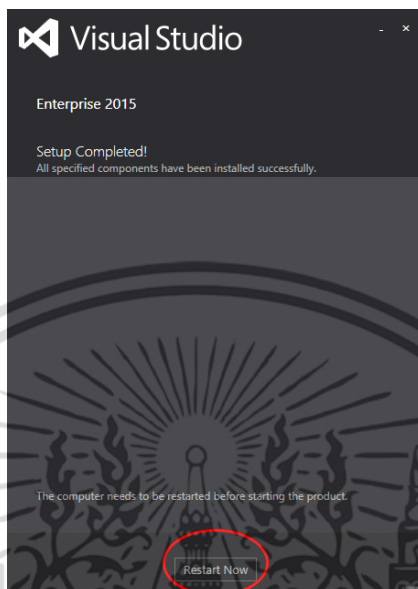 Visual Studio
Enterprise 2015
Setup Completed!
All specified components have been installed successfully.
The computer needs to be restarted before starting the product.
Restart Now